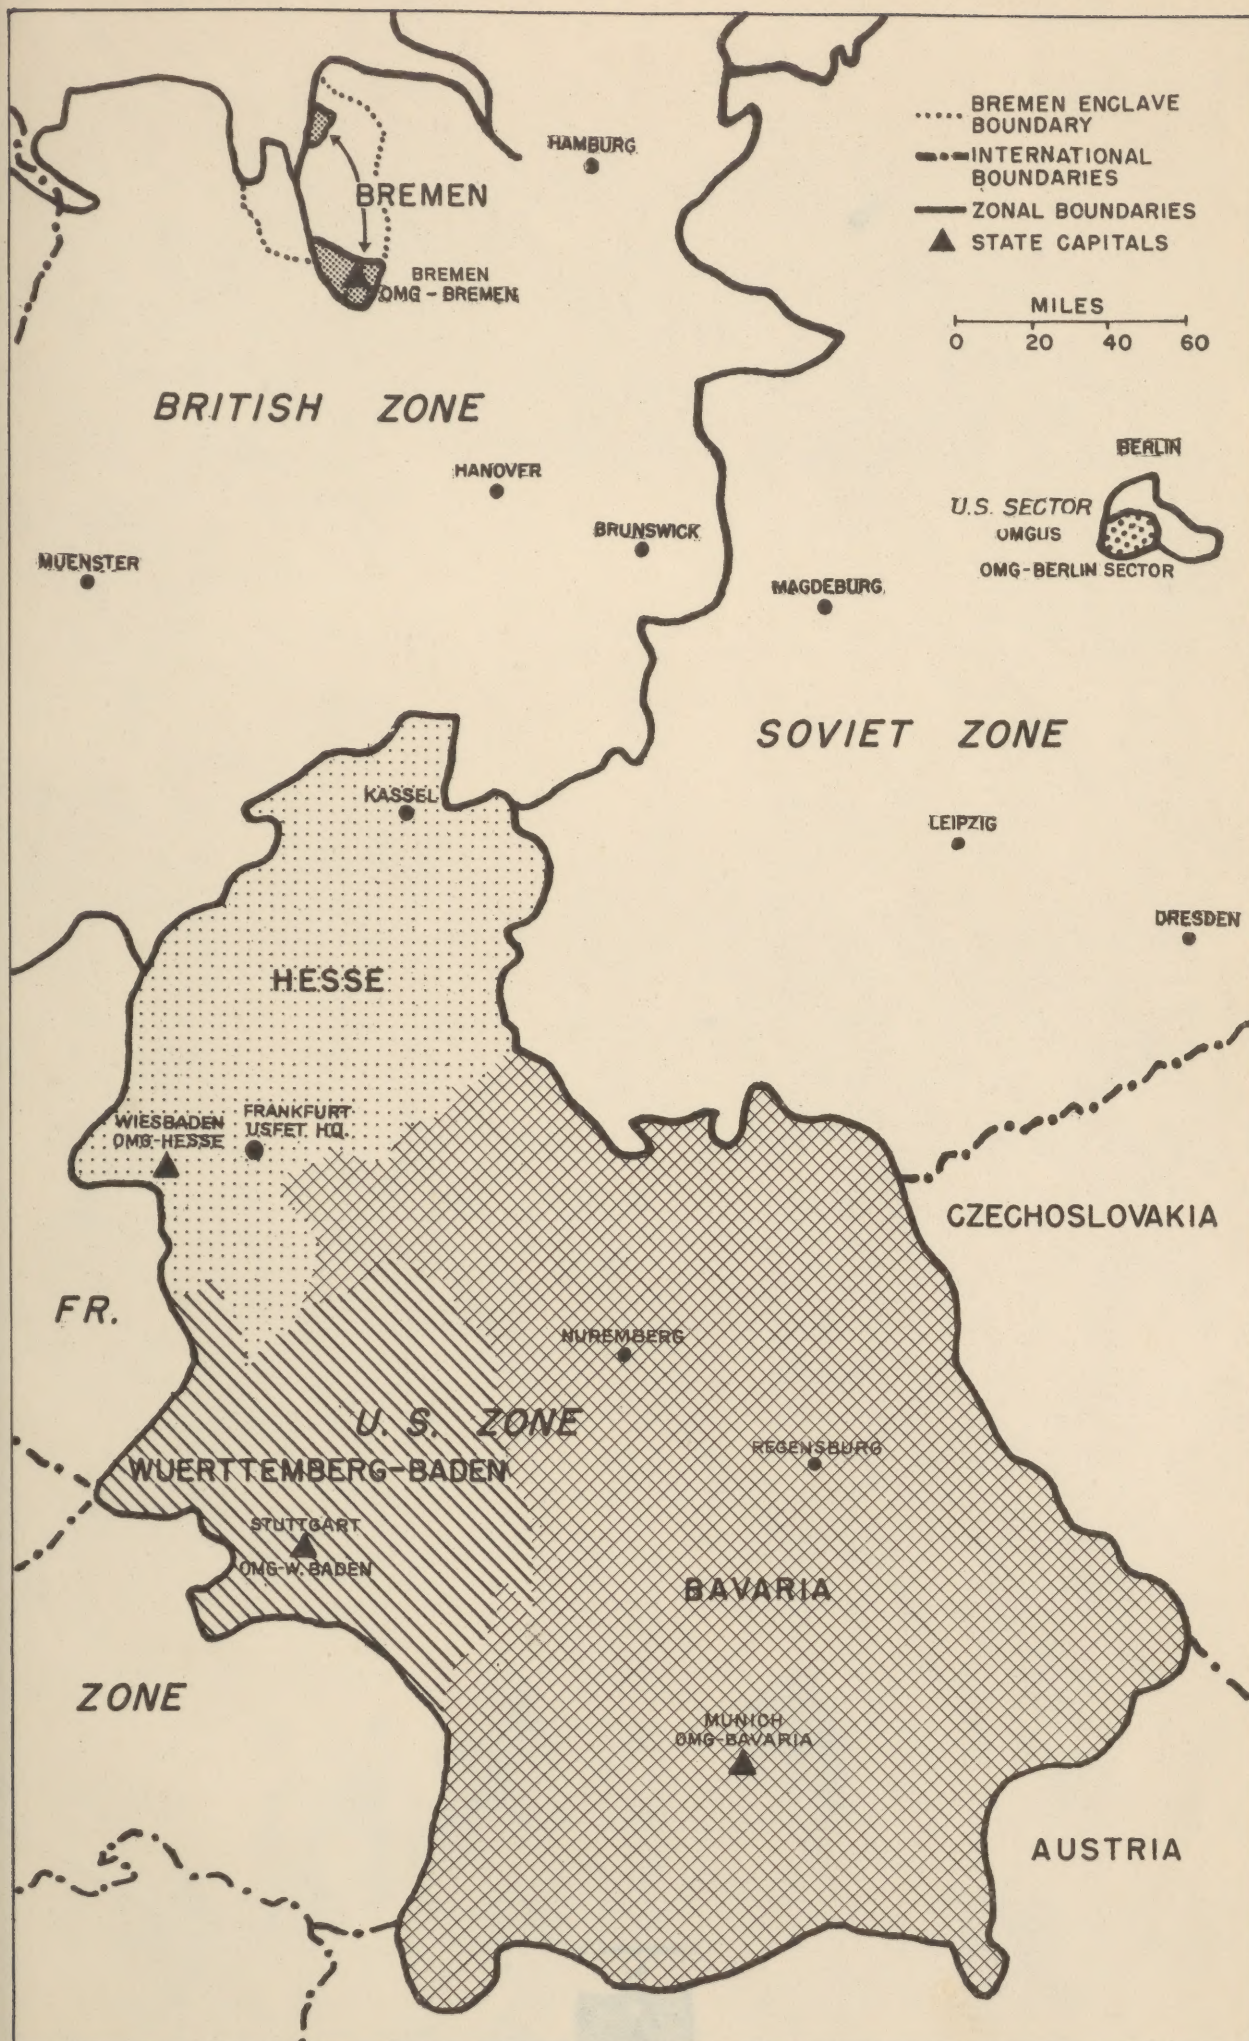 BREMEN ENCLAVE
BOUNDARY
INTERNATIONAL
BOUNDARIES
ZONAL BOUNDARIES
STATE CAPITALS
MILES
0 20 40 60
HAMBURG
BREMEN
BREMEN
OMG - BREMEN
BRITISH ZONE
HANOVER
BRUNSWICK
MUENSTER
BERLIN
U.S. SECTOR
OMGUS
OMG-BERLIN SECTOR
MAGDEBURG
SOVIET ZONE
KASSEL
LEIPZIG
DRESDEN
HESSE
WIESBADEN
OMG-HESSE
FRANKFURT
USFET HQ.
CZECHOSLOVAKIA
FR.
NUREMBERG
U. S. ZONE
WUERTTEMBERG-BADEN
REGENSBURG
STUTTGART
OMG-W. BADEN
BAVARIA
ZONE
MUNICH
OMG-BAVARIA
AUSTRIA